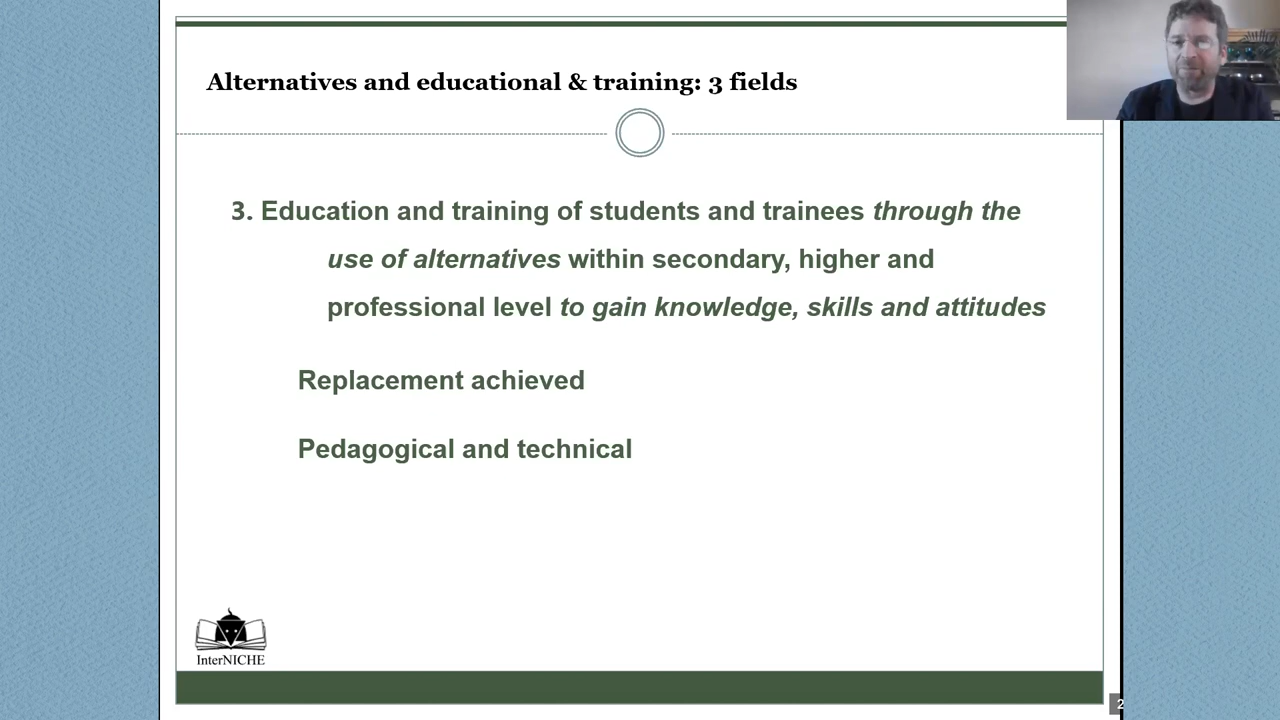 Alternatives and educational & training: 3 fields
3. Education and training of students and trainees through the
use of alternatives within secondary, higher and
professional level to gain knowledge, skills and attitudes
Replacement achieved
Pedagogical and technical
InterNICHE
2